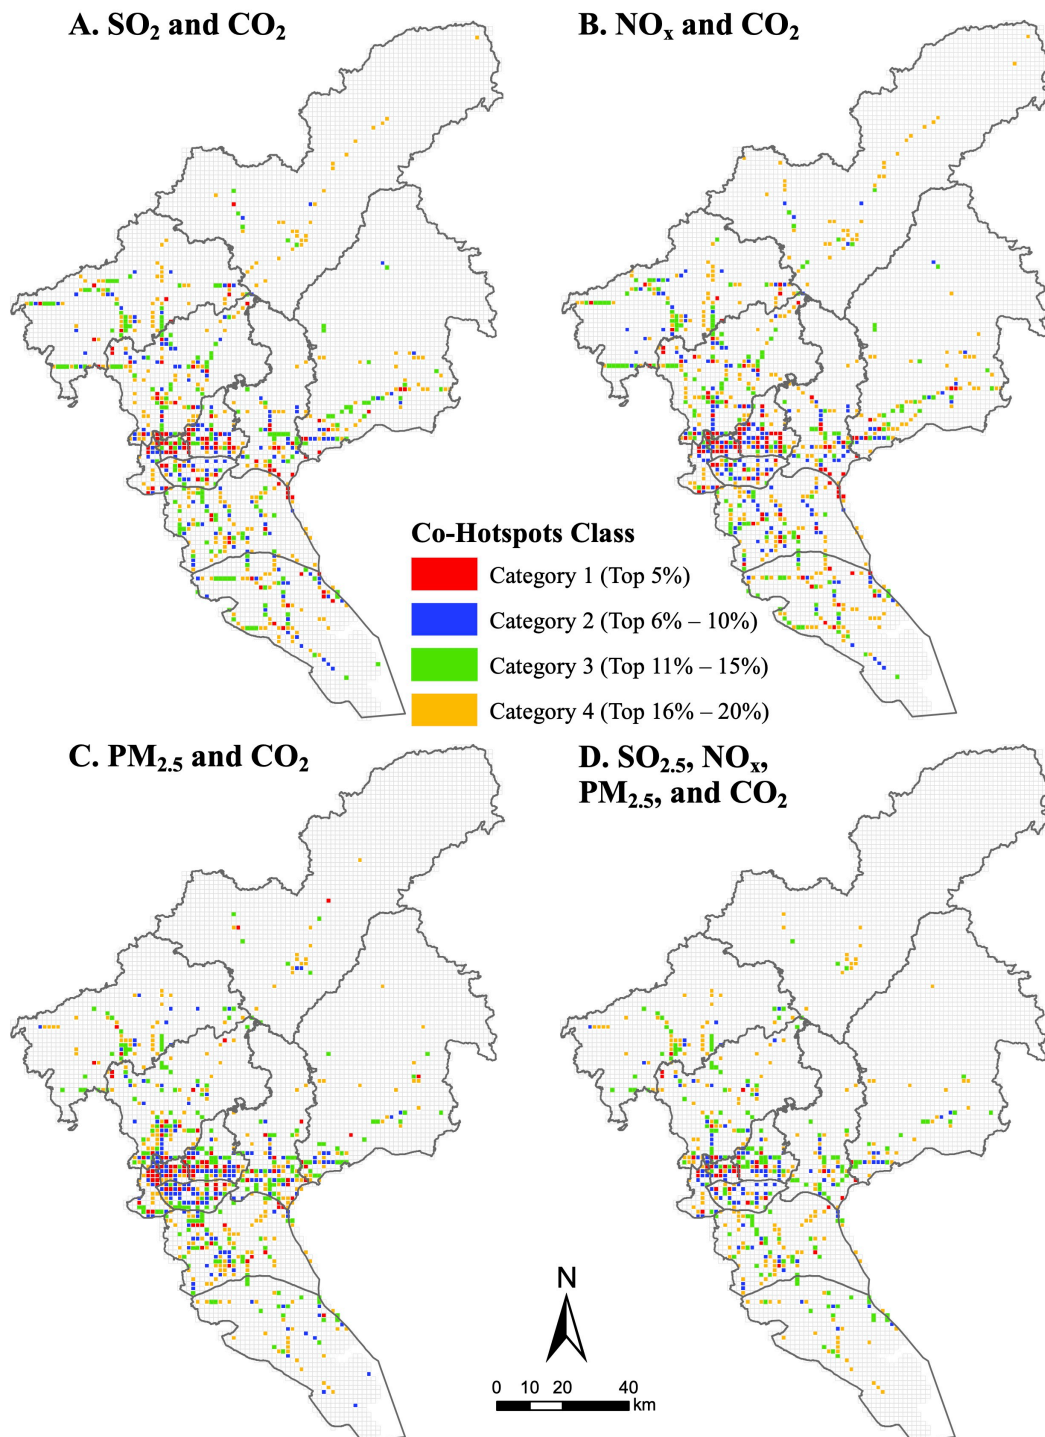 A. SO₂ and CO₂
B. NOₓ and CO₂
Co-Hotspots Class
Category 1 (Top 5%)
Category 2 (Top 6% – 10%)
Category 3 (Top 11% – 15%)
Category 4 (Top 16% – 20%)
C. PM₂.₅ and CO₂
D. SO₂.₅, NOₓ,
PM₂.₅, and CO₂
N
0 10 20 40
km